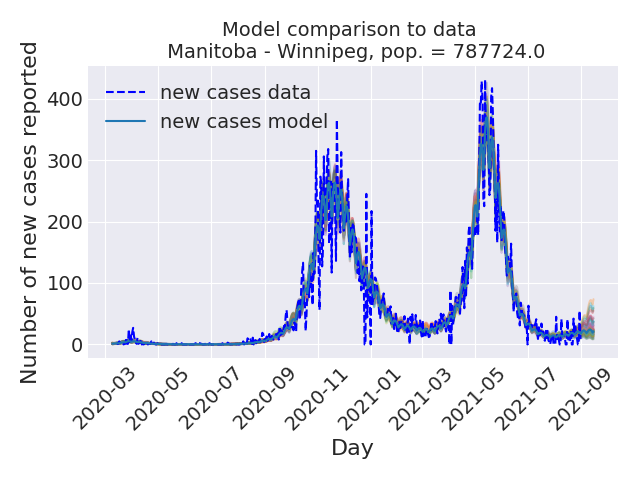 Model comparison to data
Manitoba - Winnipeg, pop. = 787724.0
Number of new cases reported
400
300
200
100
0
new cases data
new cases model
2020-03
2020-05
2020-07
2020-09
2020-11
2021-01
2021-03
2021-05
2021-07
2021-09
Day